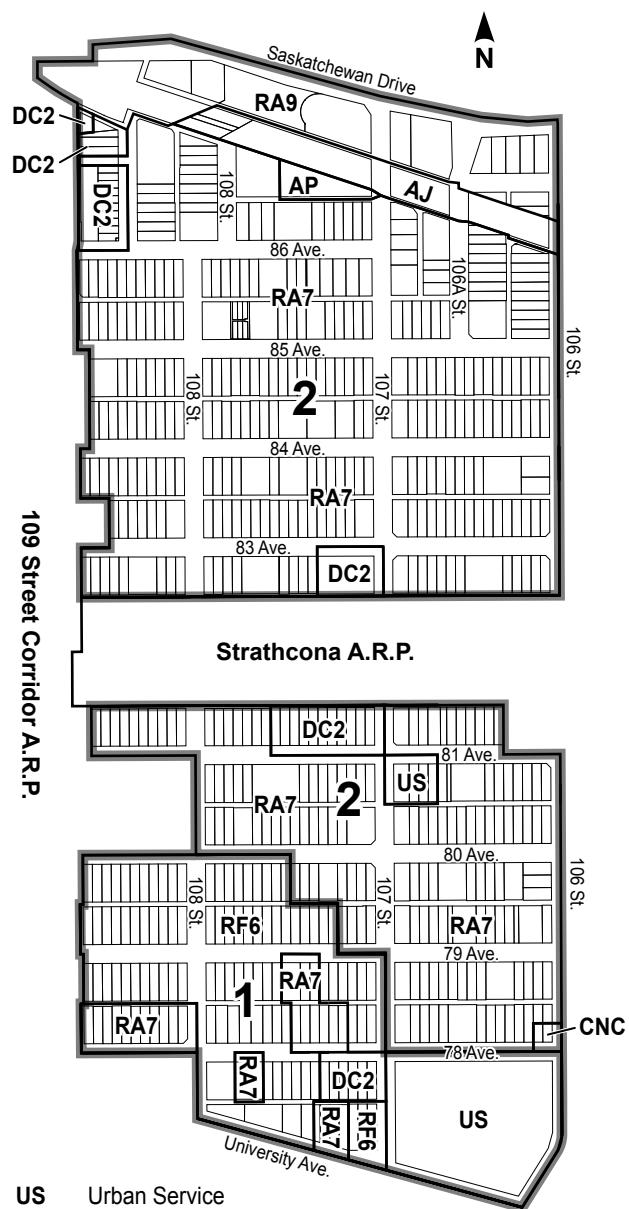 N
Saskatchewan Drive
RA9
DC2
DC2
DC2
108 St.
AP
AJ
86 Ave.
RA7
106A St.
85 Ave.
106 St.
108 St.
2
107 St.
84 Ave.
RA7
109 Street Corridor A.R.P.
83 Ave.
DC2
Strathcona A.R.P.
DC2
81 Ave.
US
RA7
2
80 Ave.
108 St.
107 St.
106 St.
RF6
RA7
79 Ave.
RA7
1
RA7
CNC
78 Ave.
RA7
DC2
US
RA7
RF6
University Ave.
US Urban Service